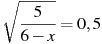 √(5/(6−x)) = 0,5